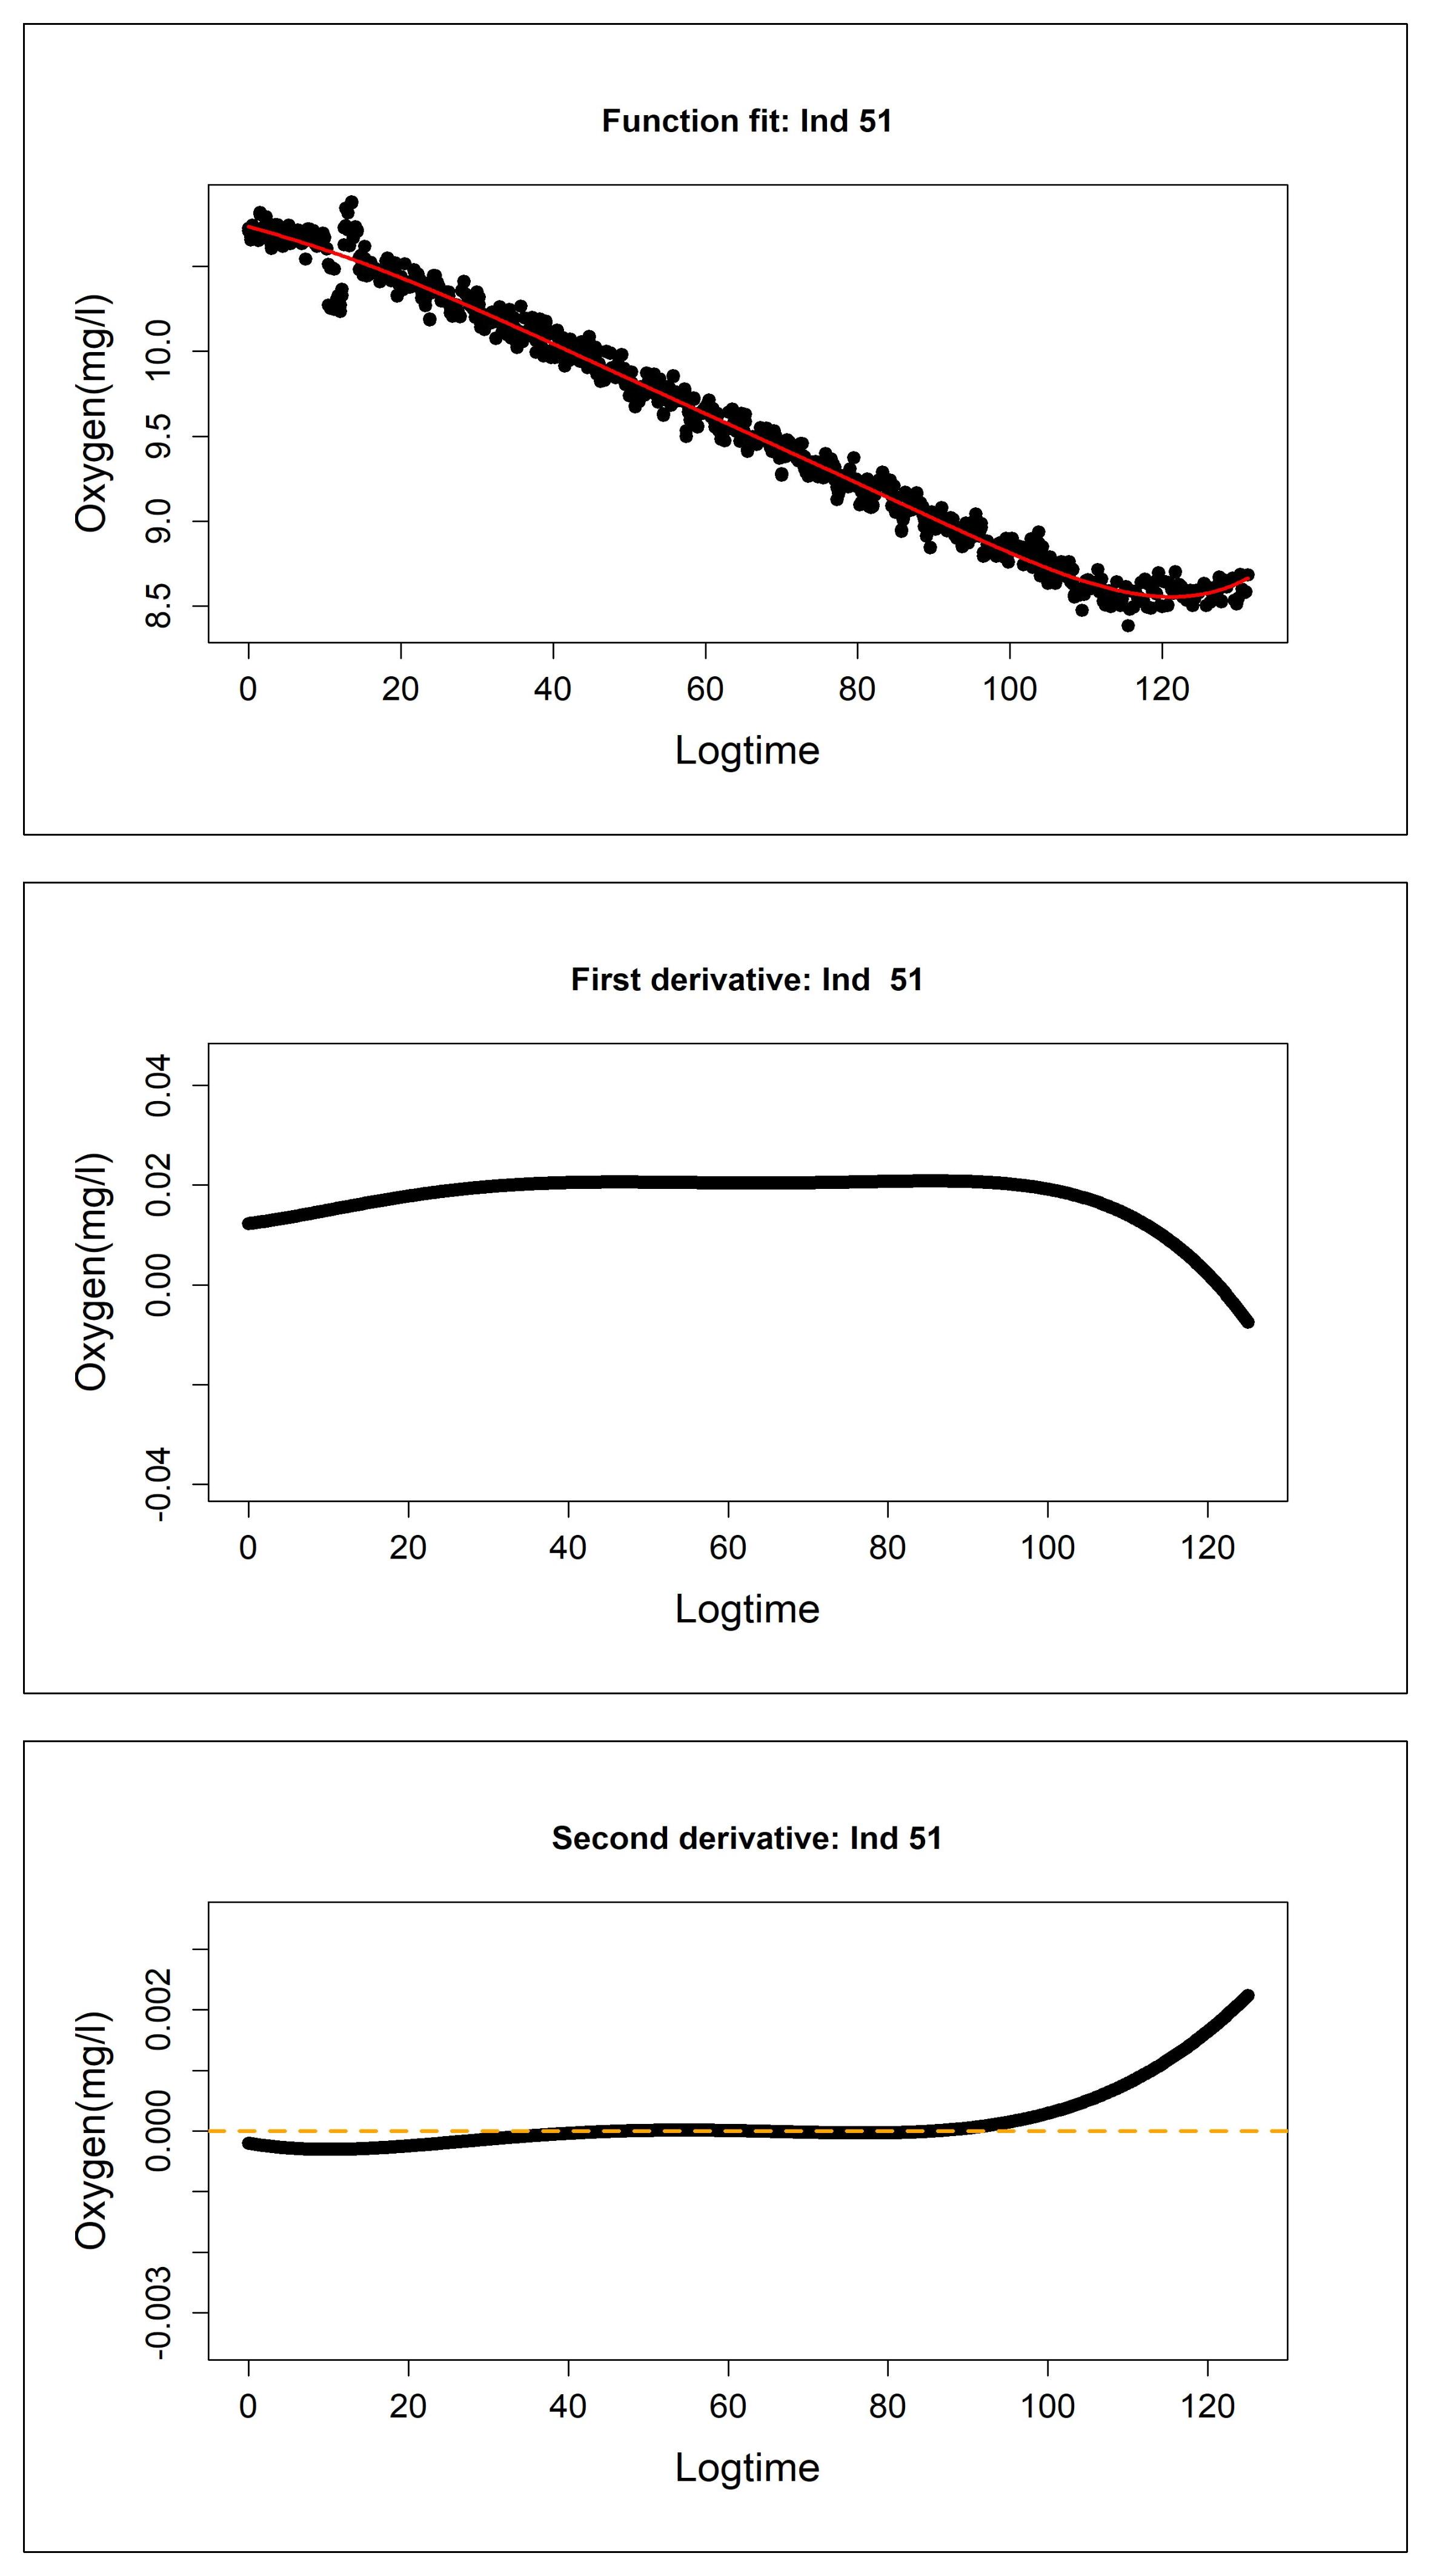 Function fit: Ind 51
Oxygen(mg/l)
10.0
9.5
9.0
8.5
0 20 40 60 80 100 120
Logtime
First derivative: Ind  51
Oxygen(mg/l)
0.04
0.02
0.00
-0.04
0 20 40 60 80 100 120
Logtime
Second derivative: Ind 51
Oxygen(mg/l)
0.002
0.000
-0.003
0 20 40 60 80 100 120
Logtime